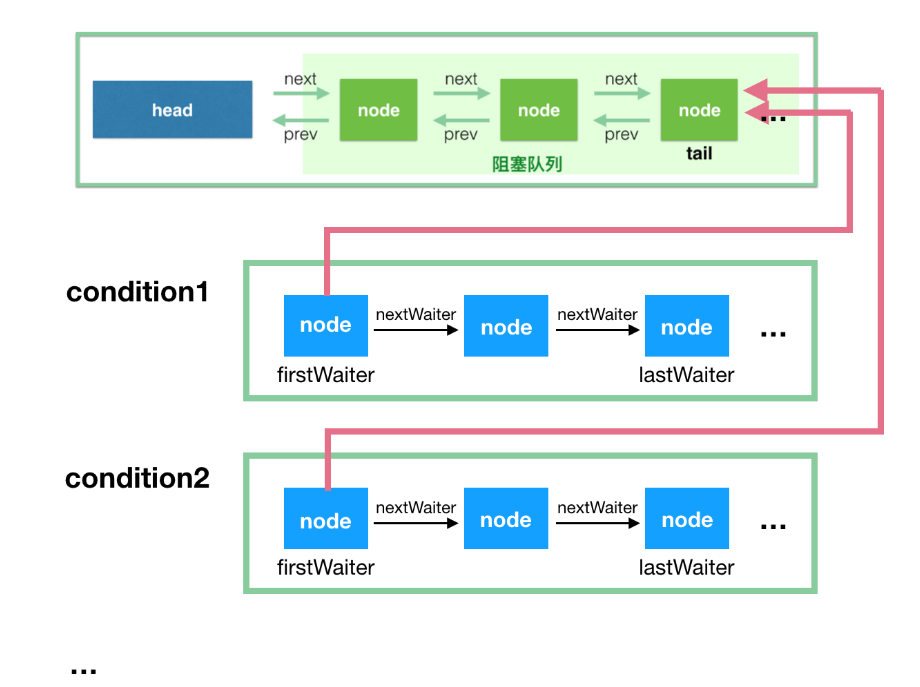 next next next
head node node node ...
prev prev prev
阻塞队列 tail
condition1
node nextWaiter node nextWaiter node ...
firstWaiter lastWaiter
condition2
node nextWaiter node nextWaiter node ...
firstWaiter lastWaiter
...